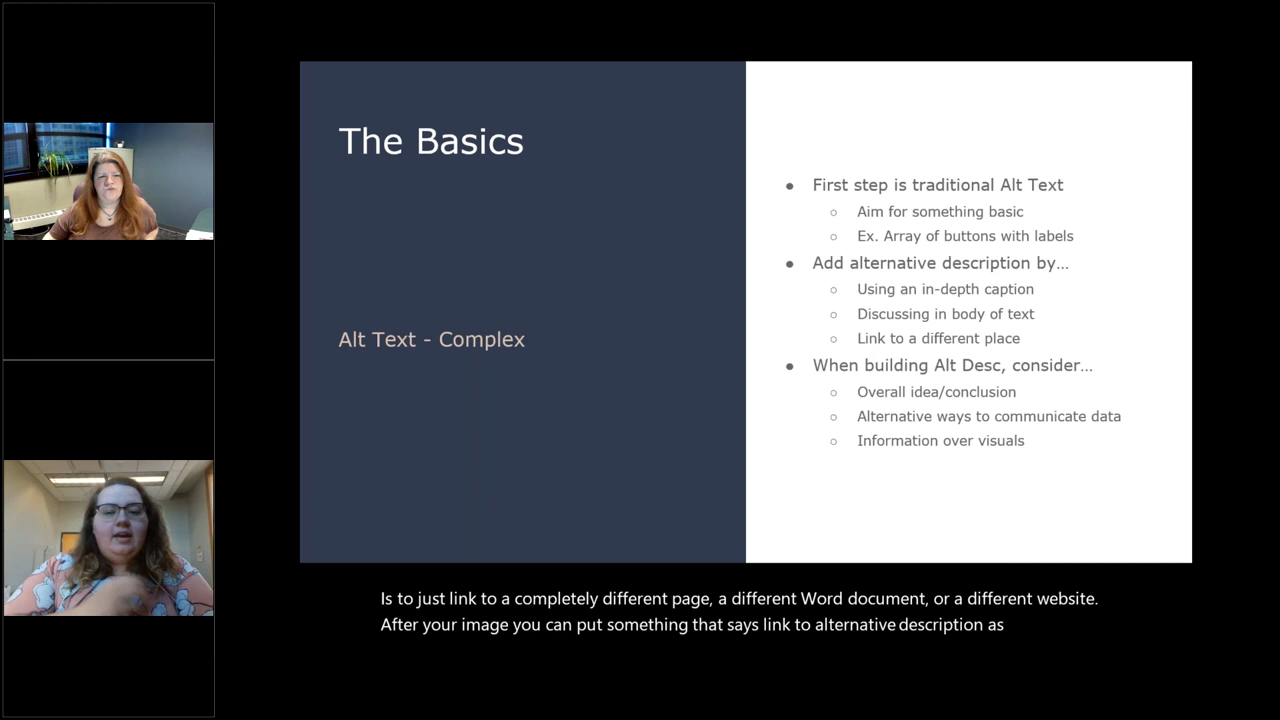 The Basics
Alt Text - Complex
● First step is traditional Alt Text
○ Aim for something basic
○ Ex. Array of buttons with labels
● Add alternative description by…
○ Using an in-depth caption
○ Discussing in body of text
○ Link to a different place
● When building Alt Desc, consider…
○ Overall idea/conclusion
○ Alternative ways to communicate data
○ Information over visuals
Is to just link to a completely different page, a different Word document, or a different website.
After your image you can put something that says link to alternative description as